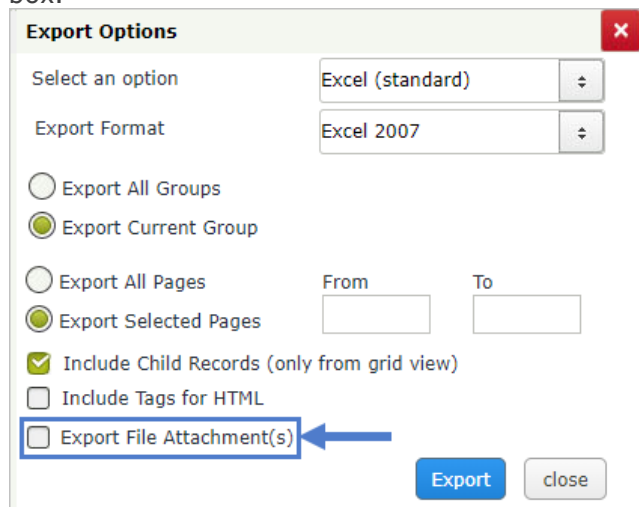 box.
Export Options
Select an option Excel (standard)
Export Format Excel 2007
Export All Groups
Export Current Group
Export All Pages From To
Export Selected Pages
Include Child Records (only from grid view)
Include Tags for HTML
Export File Attachment(s)
Export close